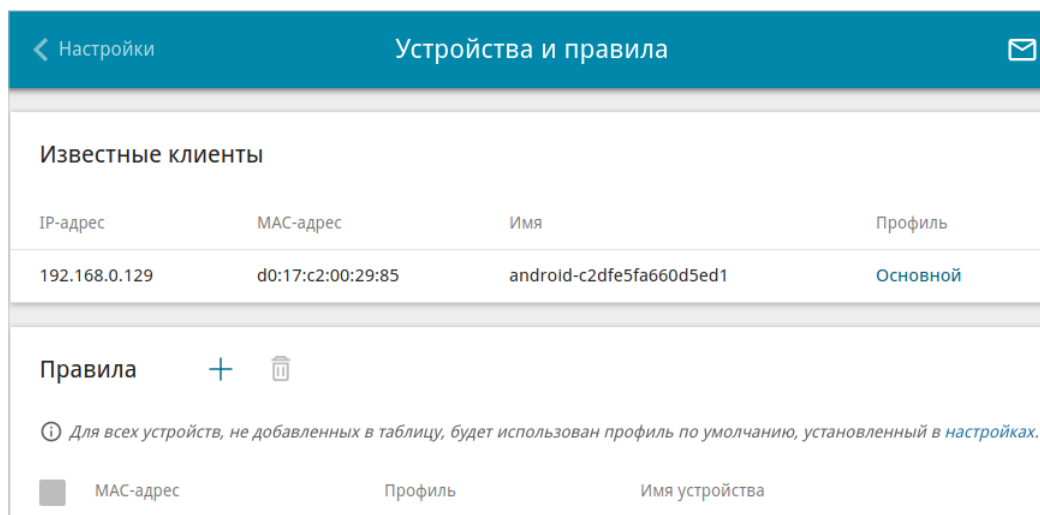 Настройки Устройства и правила
Известные клиенты
IP-адрес MAC-адрес Имя Профиль
192.168.0.129 d0:17:c2:00:29:85 android-c2dfe5fa660d5ed1 Основной
Правила
Для всех устройств, не добавленных в таблицу, будет использован профиль по умолчанию, установленный в настройках.
MAC-адрес Профиль Имя устройства